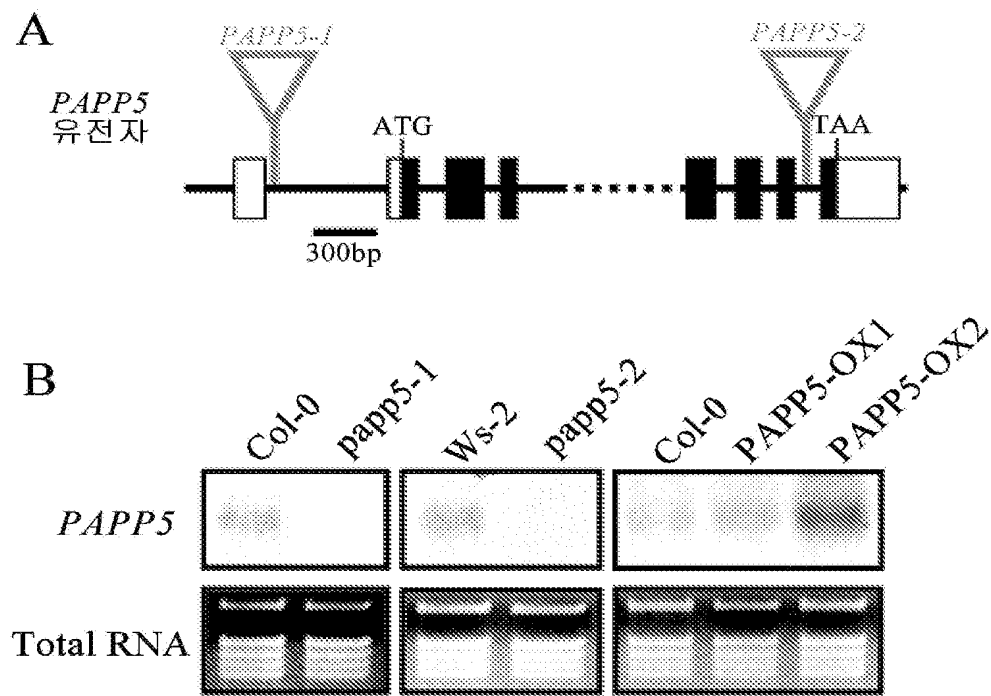 A
PAPP5-1
PAPP5-2
PAPP5
유전자
ATG
TAA
300bp
B
Col-0
papp5-1
Ws-2
papp5-2
Col-0
PAPP5-OX1
PAPP5-OX2
PAPP5
Total RNA